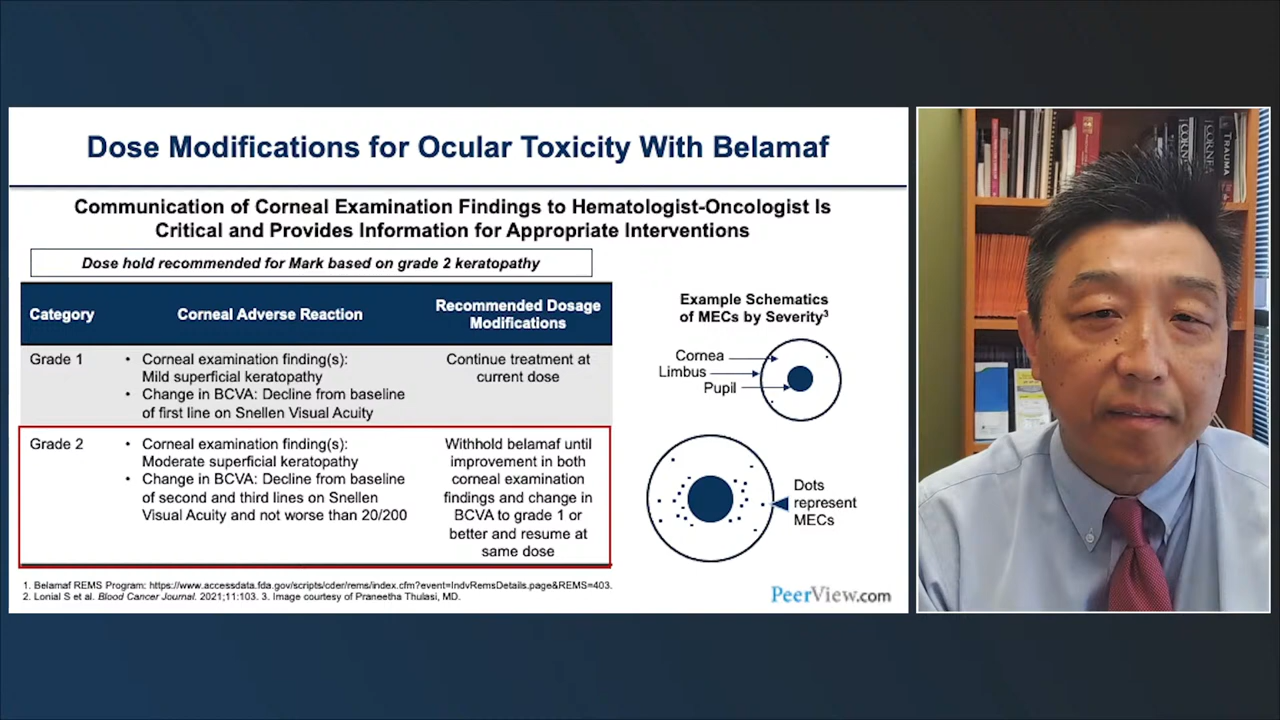 Dose Modifications for Ocular Toxicity With Belamaf
Communication of Corneal Examination Findings to Hematologist-Oncologist Is
Critical and Provides Information for Appropriate Interventions
Dose hold recommended for Mark based on grade 2 keratopathy
Category
Corneal Adverse Reaction
Recommended Dosage
Modifications
Grade 1
• Corneal examination finding(s):
Mild superficial keratopathy
• Change in BCVA: Decline from baseline
of first line on Snellen Visual Acuity
Continue treatment at
current dose
Grade 2
• Corneal examination finding(s):
Moderate superficial keratopathy
• Change in BCVA: Decline from baseline
of second and third lines on Snellen
Visual Acuity and not worse than 20/200
Withhold belamaf until
improvement in both
corneal examination
findings and change in
BCVA to grade 1 or
better and resume at
same dose
Example Schematics
of MECs by Severity³
Cornea
Limbus
Pupil
Dots
represent
MECs
1. Belamaf REMS Program: https://www.accessdata.fda.gov/scripts/cder/rems/index.cfm?event=IndvRemsDetails.page&REMS=403.
2. Lonial S et al. Blood Cancer Journal. 2021;11:103. 3. Image courtesy of Praneetha Thulasi, MD.
PeerView.com
CORNEA
CORNEA
TRAUMA